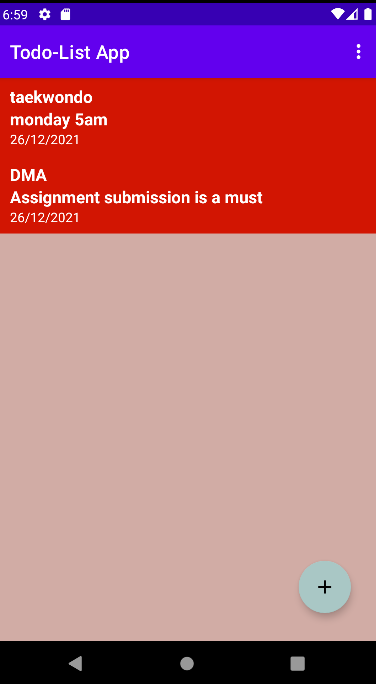 6:59
Todo-List App
taekwondo
monday 5am
26/12/2021
DMA
Assignment submission is a must
26/12/2021